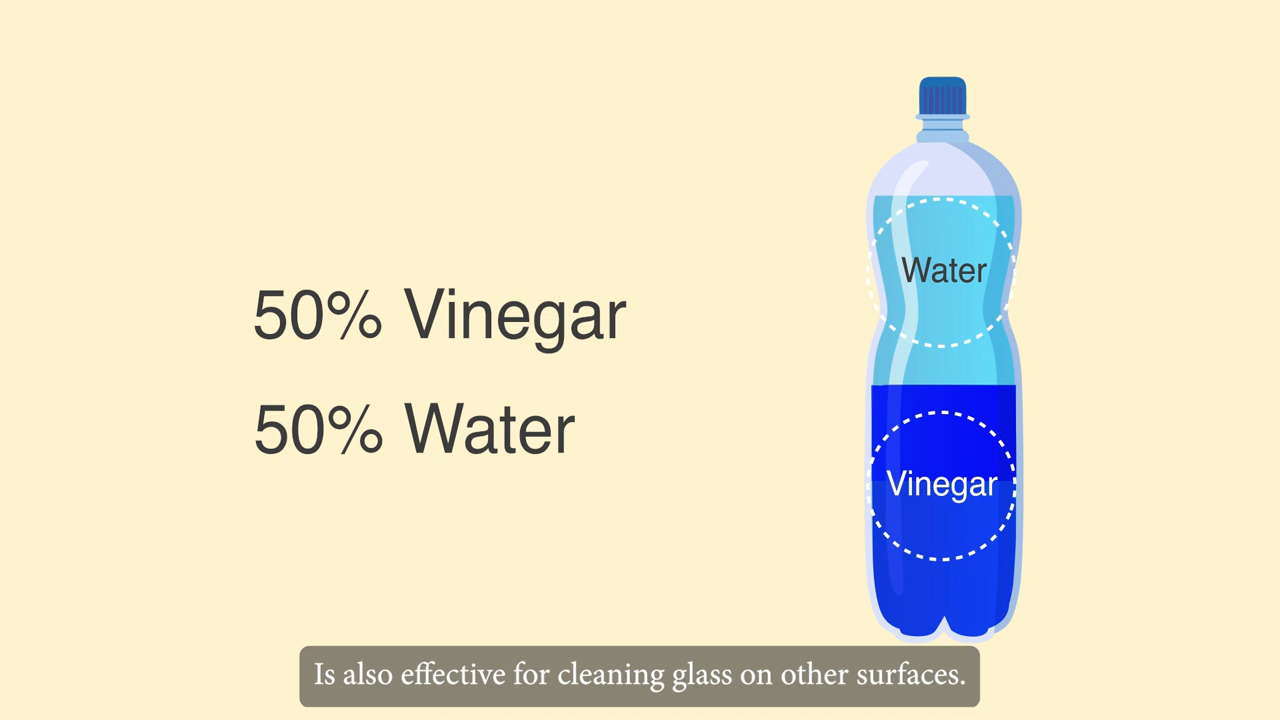 50% Vinegar
50% Water
Water
Vinegar
Is also effective for cleaning glass on other surfaces.